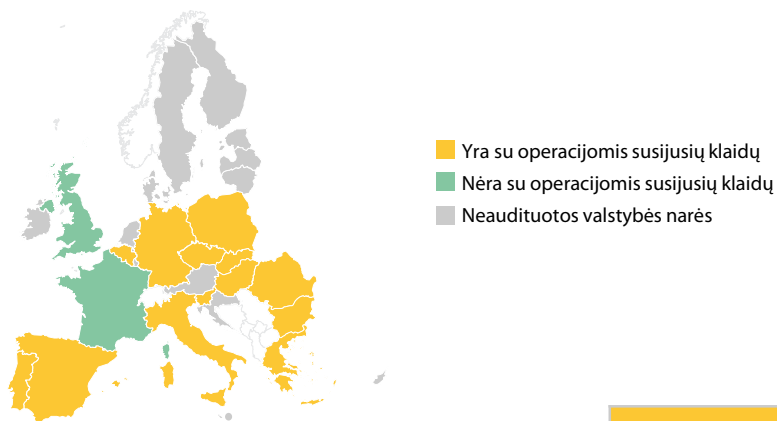 Yra su operacijomis susijusių klaidų
Nėra su operacijomis susijusių klaidų
Neaudituotos valstybės narės